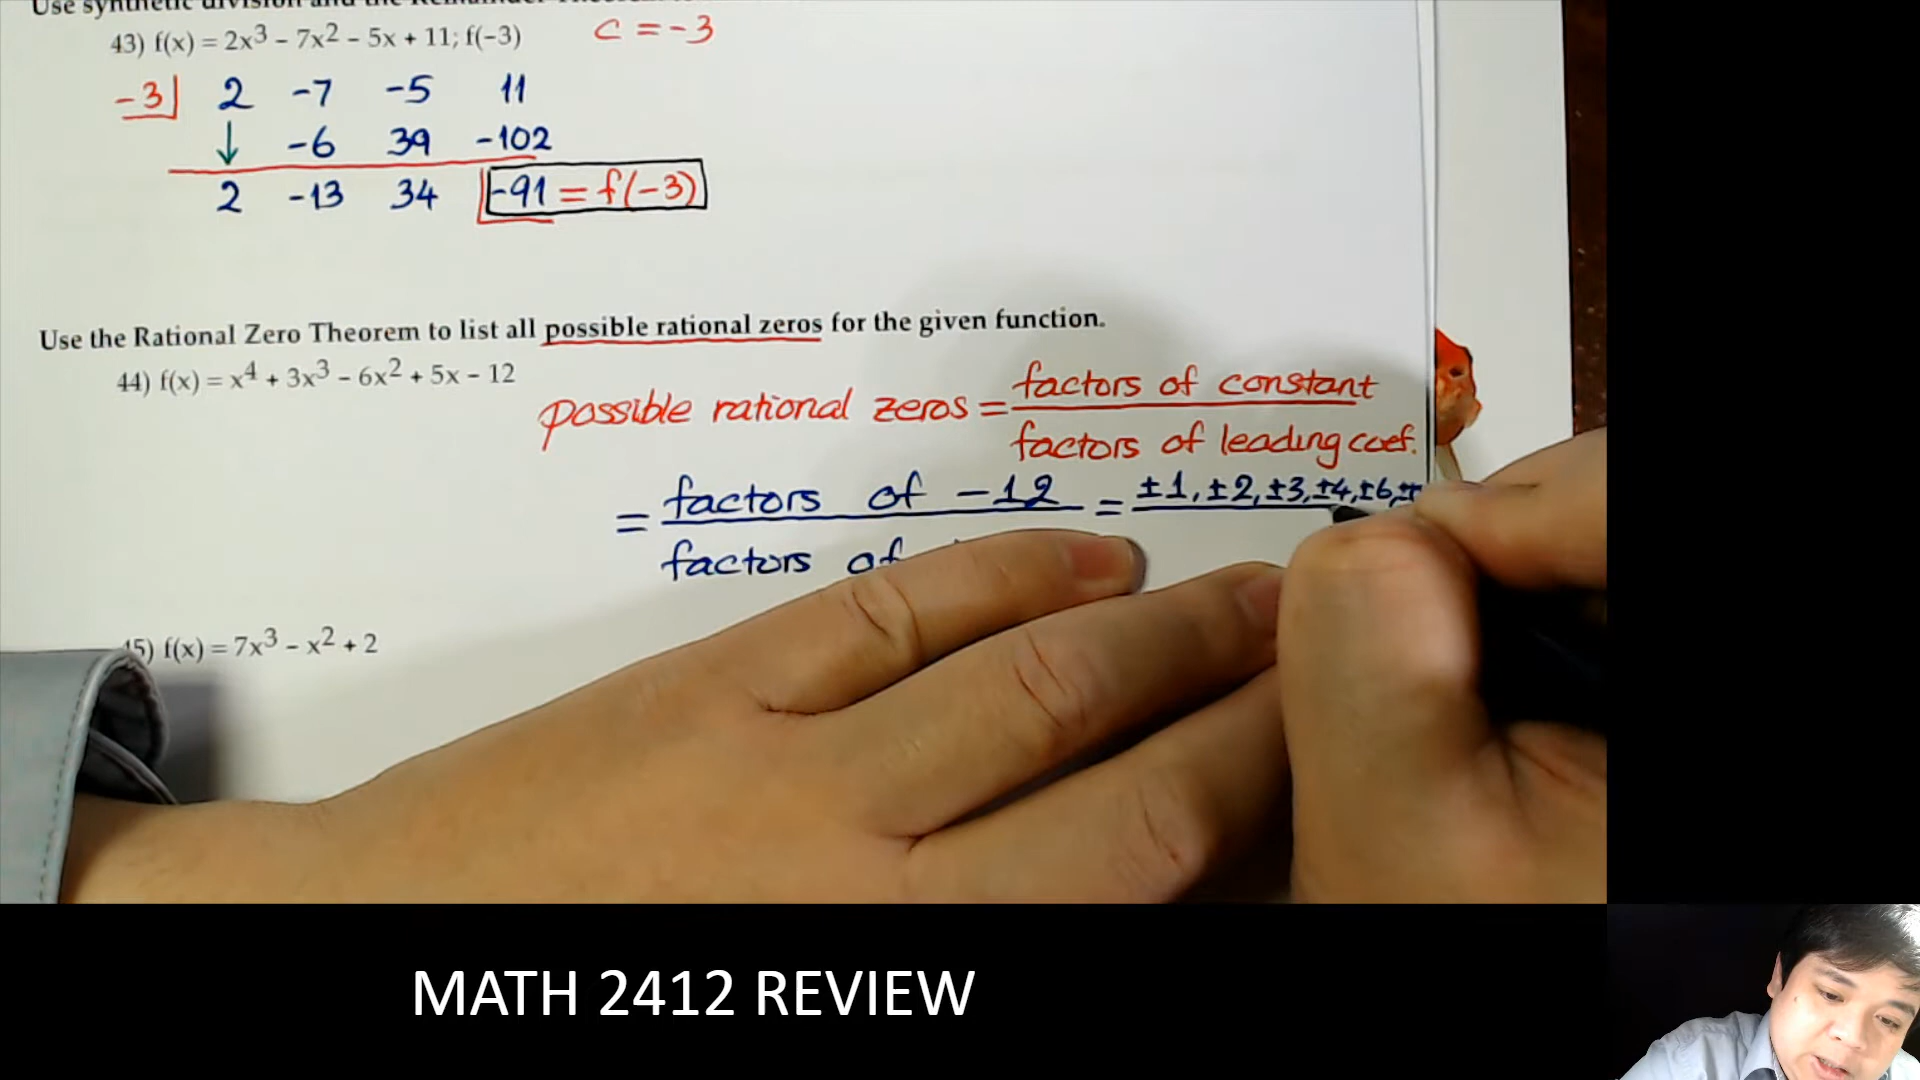 Use synthetic division and the Remainder Theorem
43) f(x) = 2x³ – 7x² – 5x + 11; f(-3) c = -3
-3 2 -7 -5 11
↓ -6 39 -102
2 -13 34 -91 = f(-3)
Use the Rational Zero Theorem to list all possible rational zeros for the given function.
44) f(x) = x⁴ + 3x³ – 6x² + 5x – 12
possible rational zeros = factors of constant
factors of leading coef.
= factors of -12 = ±1, ±2, ±3, ±4, ±6, ±
factors of
45) f(x) = 7x³ – x² + 2
MATH 2412 REVIEW